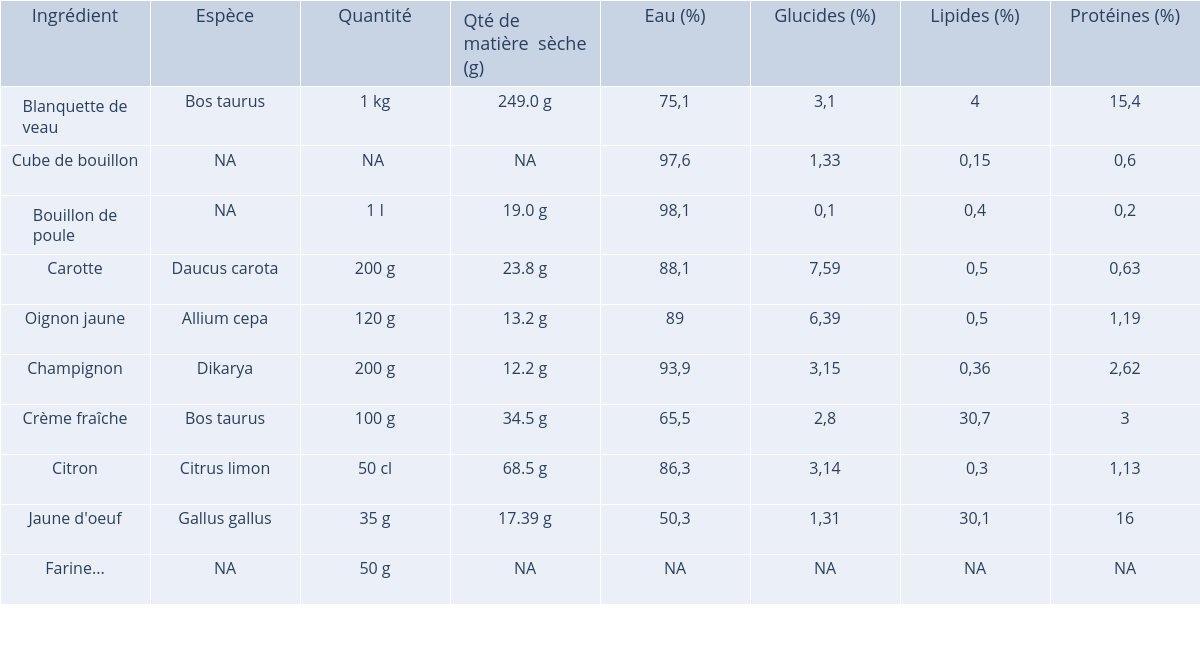 Ingrédient Espèce Quantité Qté de matière sèche (g) Eau (%) Glucides (%) Lipides (%) Protéines (%)
Blanquette de veau Bos taurus 1 kg 249.0 g 75,1 3,1 4 15,4
Cube de bouillon NA NA NA 97,6 1,33 0,15 0,6
Bouillon de poule NA 1 l 19.0 g 98,1 0,1 0,4 0,2
Carotte Daucus carota 200 g 23.8 g 88,1 7,59 0,5 0,63
Oignon jaune Allium cepa 120 g 13.2 g 89 6,39 0,5 1,19
Champignon Dikarya 200 g 12.2 g 93,9 3,15 0,36 2,62
Crème fraîche Bos taurus 100 g 34.5 g 65,5 2,8 30,7 3
Citron Citrus limon 50 cl 68.5 g 86,3 3,14 0,3 1,13
Jaune d'oeuf Gallus gallus 35 g 17.39 g 50,3 1,31 30,1 16
Farine... NA 50 g NA NA NA NA NA